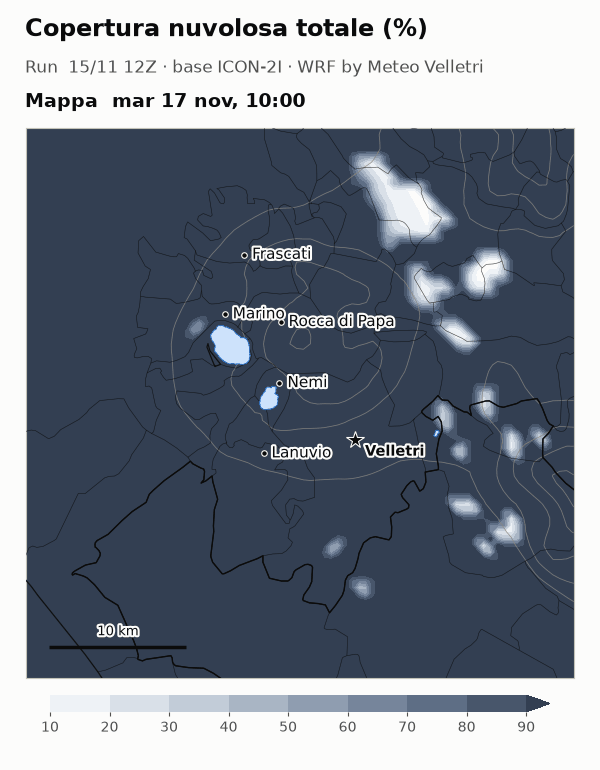 Copertura nuvolosa totale (%)
Run 15/11 12Z · base ICON-2I · WRF by Meteo Velletri
Mappa mar 17 nov, 10:00
Frascati
Marino
Rocca di Papa
Nemi
Velletri
Lanuvio
10 km
10 20 30 40 50 60 70 80 90